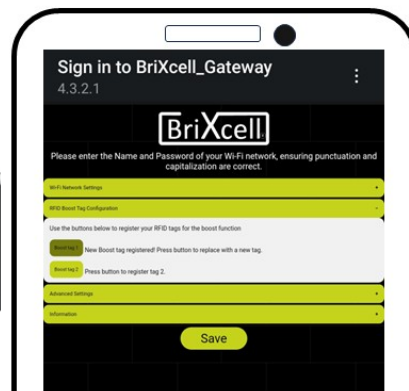 Sign in to BriXcell_Gateway
4.3.2.1
BriXcell
Please enter the Name and Password of your Wi-Fi network, ensuring punctuation and
capitalization are correct.
Wi-Fi Network Settings +
RFID Boost Tag Configuration -
Use the buttons below to register your RFID tags for the boost function
Boost tag 1 New Boost tag registered! Press button to replace with a new tag.
Boost tag 2 Press button to register tag 2.
Advanced Settings +
Information +
Save